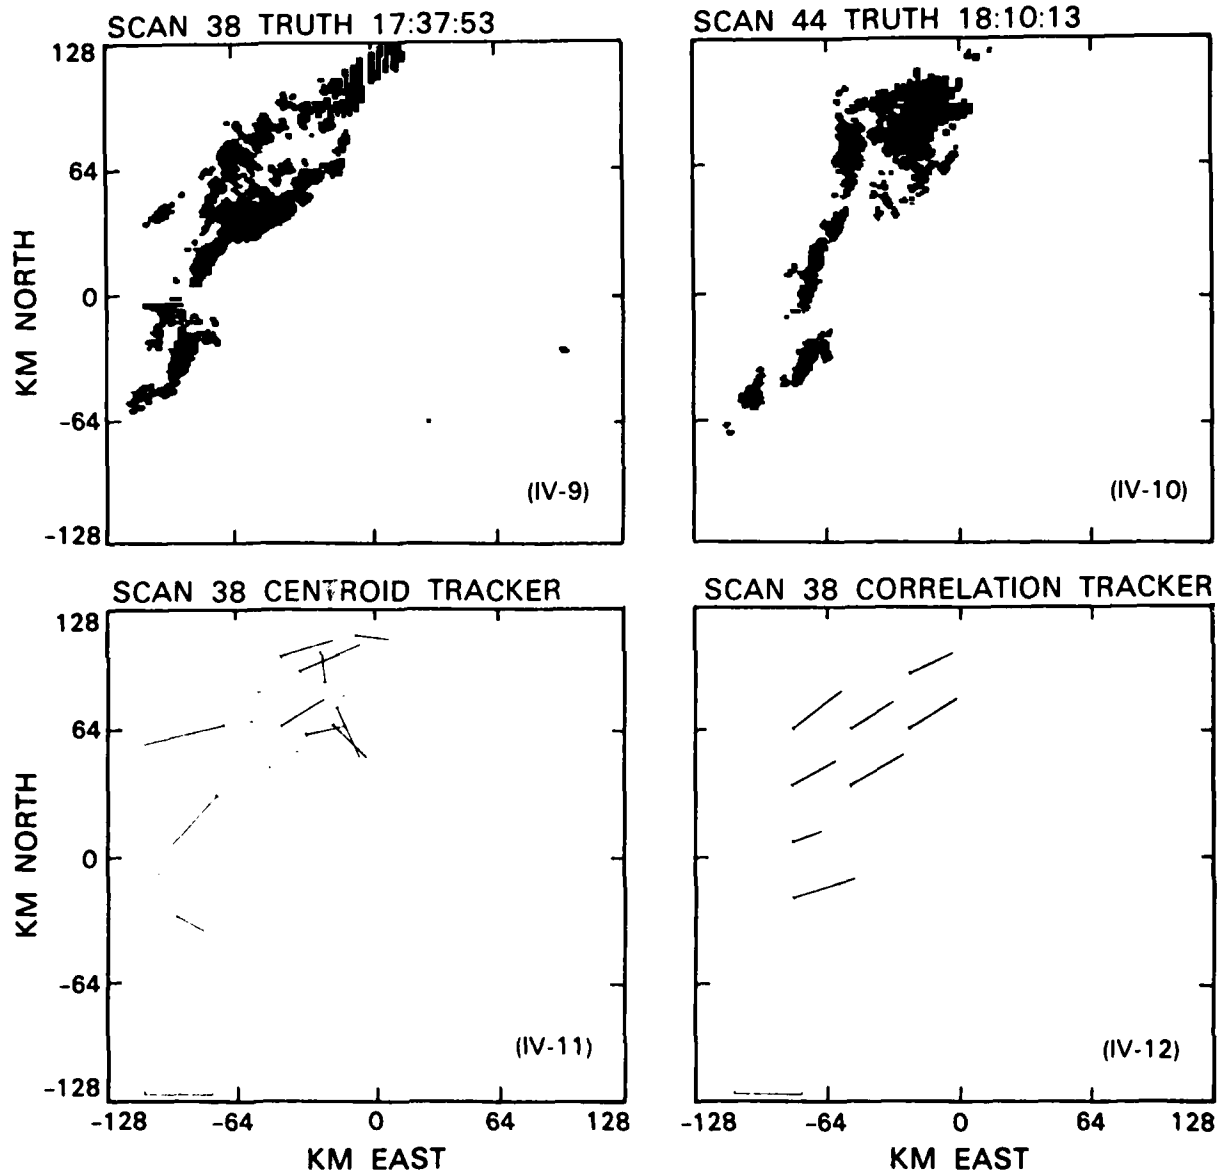 SCAN 38 TRUTH 17:37:53
SCAN 44 TRUTH 18:10:13
128
64
0
-64
-128
KM NORTH
(IV-9)
(IV-10)
SCAN 38 CENTROID TRACKER
SCAN 38 CORRELATION TRACKER
128
64
0
-64
-128
KM NORTH
(IV-11)
(IV-12)
-128 -64 0 64 128
-128 -64 0 64 128
KM EAST
KM EAST